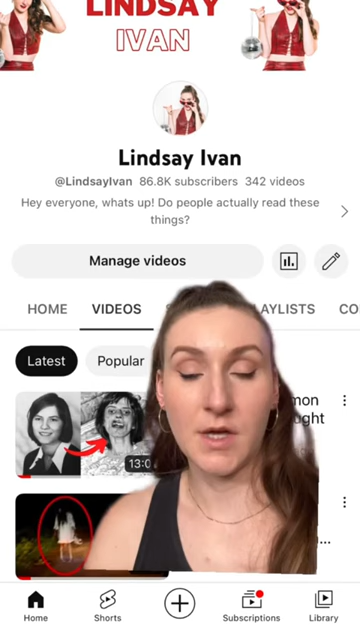 LINDSAY
IVAN
Lindsay Ivan
@LindsayIvan 86.8K subscribers 342 videos
Hey everyone, whats up! Do people actually read these
things?
Manage videos
HOME VIDEOS AYLISTS CO
Latest Popular
mon
ught
13:0
...
Home Shorts Subscriptions Library